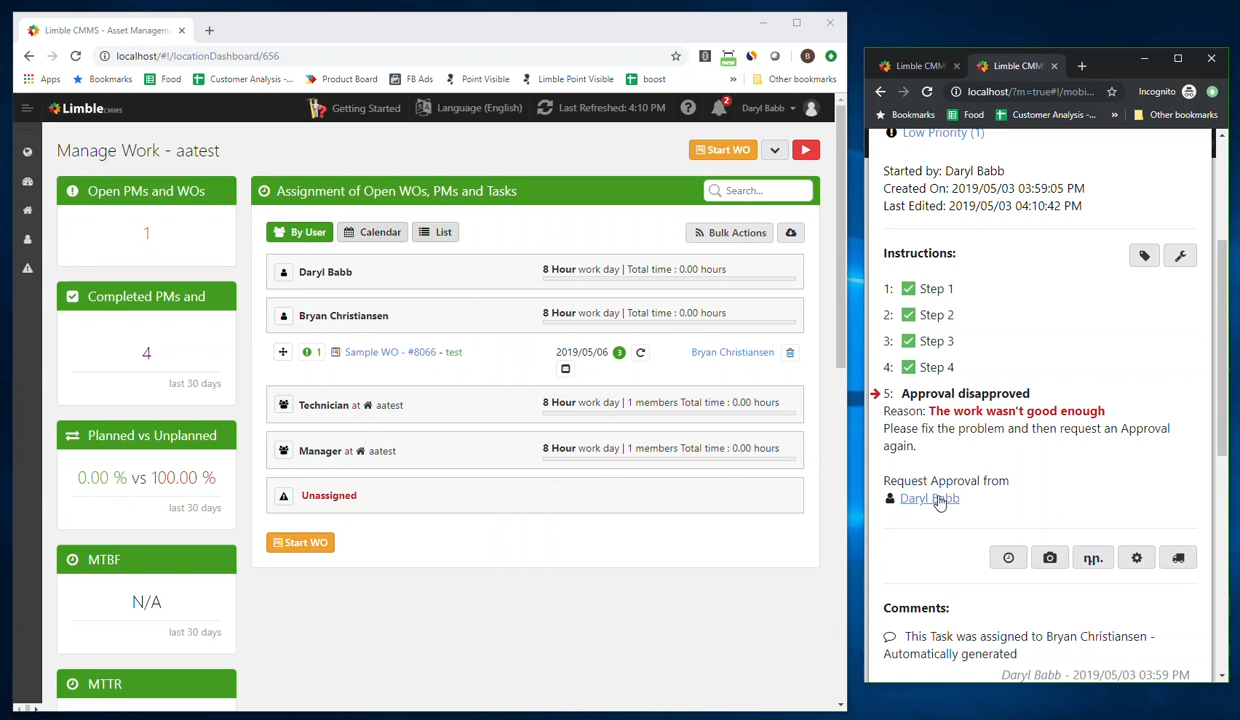 Limble CMMS - Asset Managem
localhost/#!/locationDashboard/656
B
Apps Bookmarks Food Customer Analysis -... Product Board FB Ads Point Visible Limble Point Visible boost » Other bookmarks
Limble CMMS Getting Started Language (English) Last Refreshed: 4:10 PM 2 Daryl Babb
Manage Work - aatest
Start WO
Open PMs and WOs
1
Completed PMs and
4
last 30 days
Planned vs Unplanned
0.00 % vs 100.00 %
last 30 days
MTBF
N/A
last 30 days
MTTR
Assignment of Open WOs, PMs and Tasks
Search...
By User Calendar List Bulk Actions
Daryl Babb 8 Hour work day | Total time : 0.00 hours
Bryan Christiansen 8 Hour work day | Total time : 0.00 hours
1 Sample WO - #8066 - test 2019/05/06 3 Bryan Christiansen
Technician at aatest 8 Hour work day | 1 members Total time : 0.00 hours
Manager at aatest 8 Hour work day | 1 members Total time : 0.00 hours
Unassigned
Start WO
Limble CMM Limble CMM
localhost/?m=true#!/mobi... Incognito
Bookmarks Food Customer Analysis -... » Other bookmarks
Low Priority (1)
Started by: Daryl Babb
Created On: 2019/05/03 03:59:05 PM
Last Edited: 2019/05/03 04:10:42 PM
Instructions:
1: Step 1
2: Step 2
3: Step 3
4: Step 4
5: Approval disapproved
Reason: The work wasn't good enough
Please fix the problem and then request an Approval
again.
Request Approval from
Daryl Babb
Comments:
This Task was assigned to Bryan Christiansen -
Automatically generated
Daryl Babb - 2019/05/03 03:59 PM